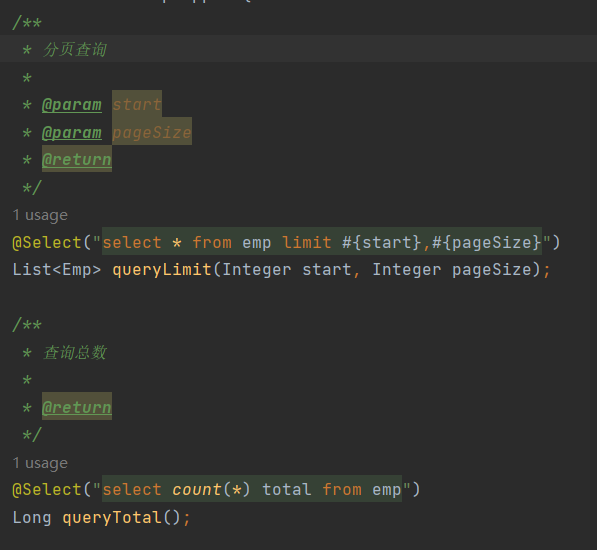 /**
 * 分页查询
 *
 * @param start
 * @param pageSize
 * @return
 */
1 usage
@Select("select * from emp limit #{start},#{pageSize}")
List<Emp> queryLimit(Integer start, Integer pageSize);
/**
 * 查询总数
 *
 * @return
 */
1 usage
@Select("select count(*) total from emp")
Long queryTotal();